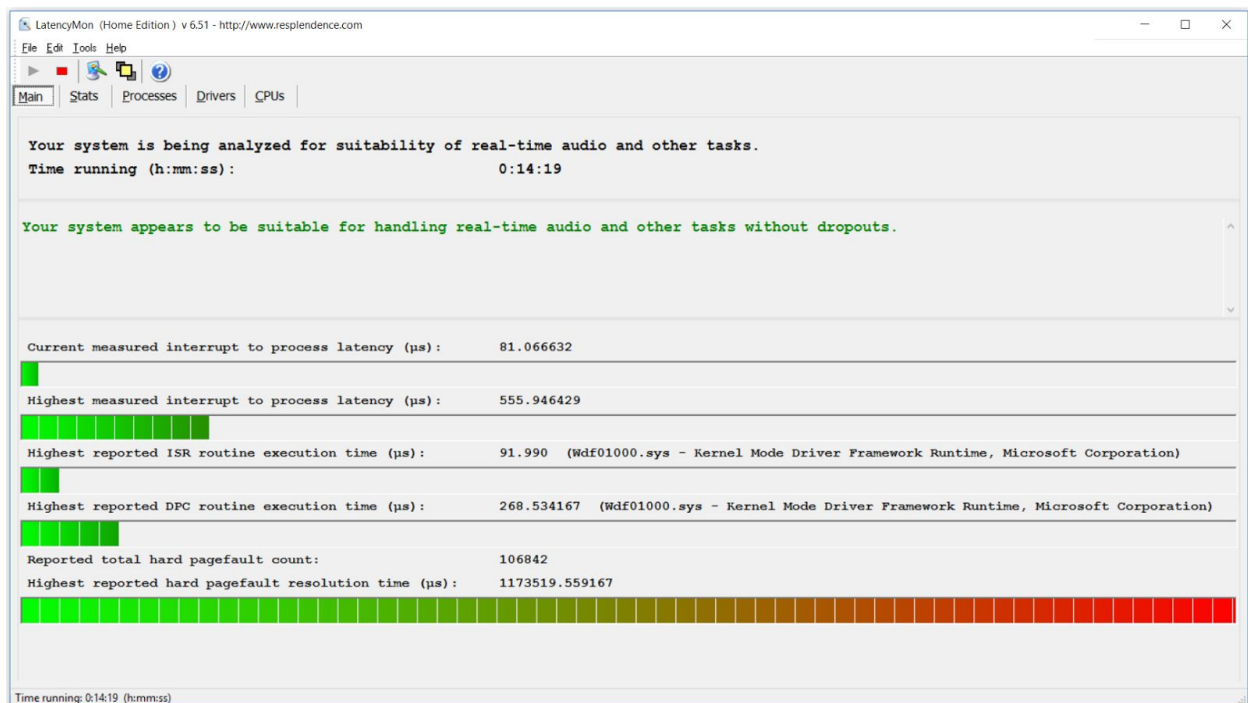 LatencyMon (Home Edition ) v 6.51 - http://www.resplendence.com
File Edit Tools Help
Main Stats Processes Drivers CPUs
Your system is being analyzed for suitability of real-time audio and other tasks.
Time running (h:mm:ss): 0:14:19
Your system appears to be suitable for handling real-time audio and other tasks without dropouts.
Current measured interrupt to process latency (µs): 81.066632
Highest measured interrupt to process latency (µs): 555.946429
Highest reported ISR routine execution time (µs): 91.990 (Wdf01000.sys - Kernel Mode Driver Framework Runtime, Microsoft Corporation)
Highest reported DPC routine execution time (µs): 268.534167 (Wdf01000.sys - Kernel Mode Driver Framework Runtime, Microsoft Corporation)
Reported total hard pagefault count: 106842
Highest reported hard pagefault resolution time (µs): 1173519.559167
Time running: 0:14:19 (h:mm:ss)